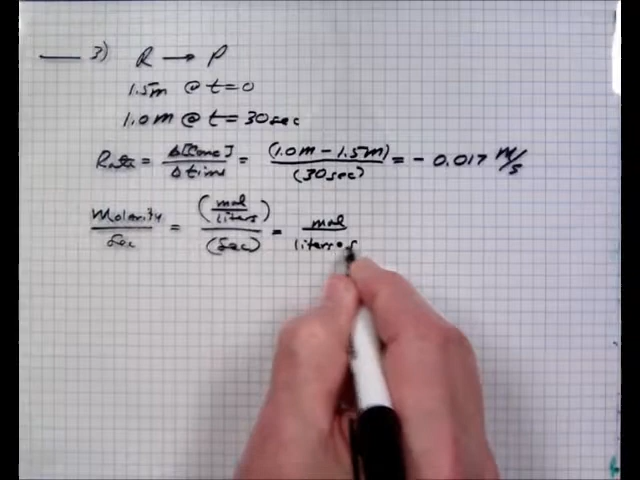 3) R → P
1.5m @ t=0
1.0m @ t=30sec
Rate = Δ[Conc]/Δtime = (1.0m - 1.5m)/(30sec) = - 0.017 M/s
Molarity/Sec = (mol/liters)/(Sec) = mol/liters•s